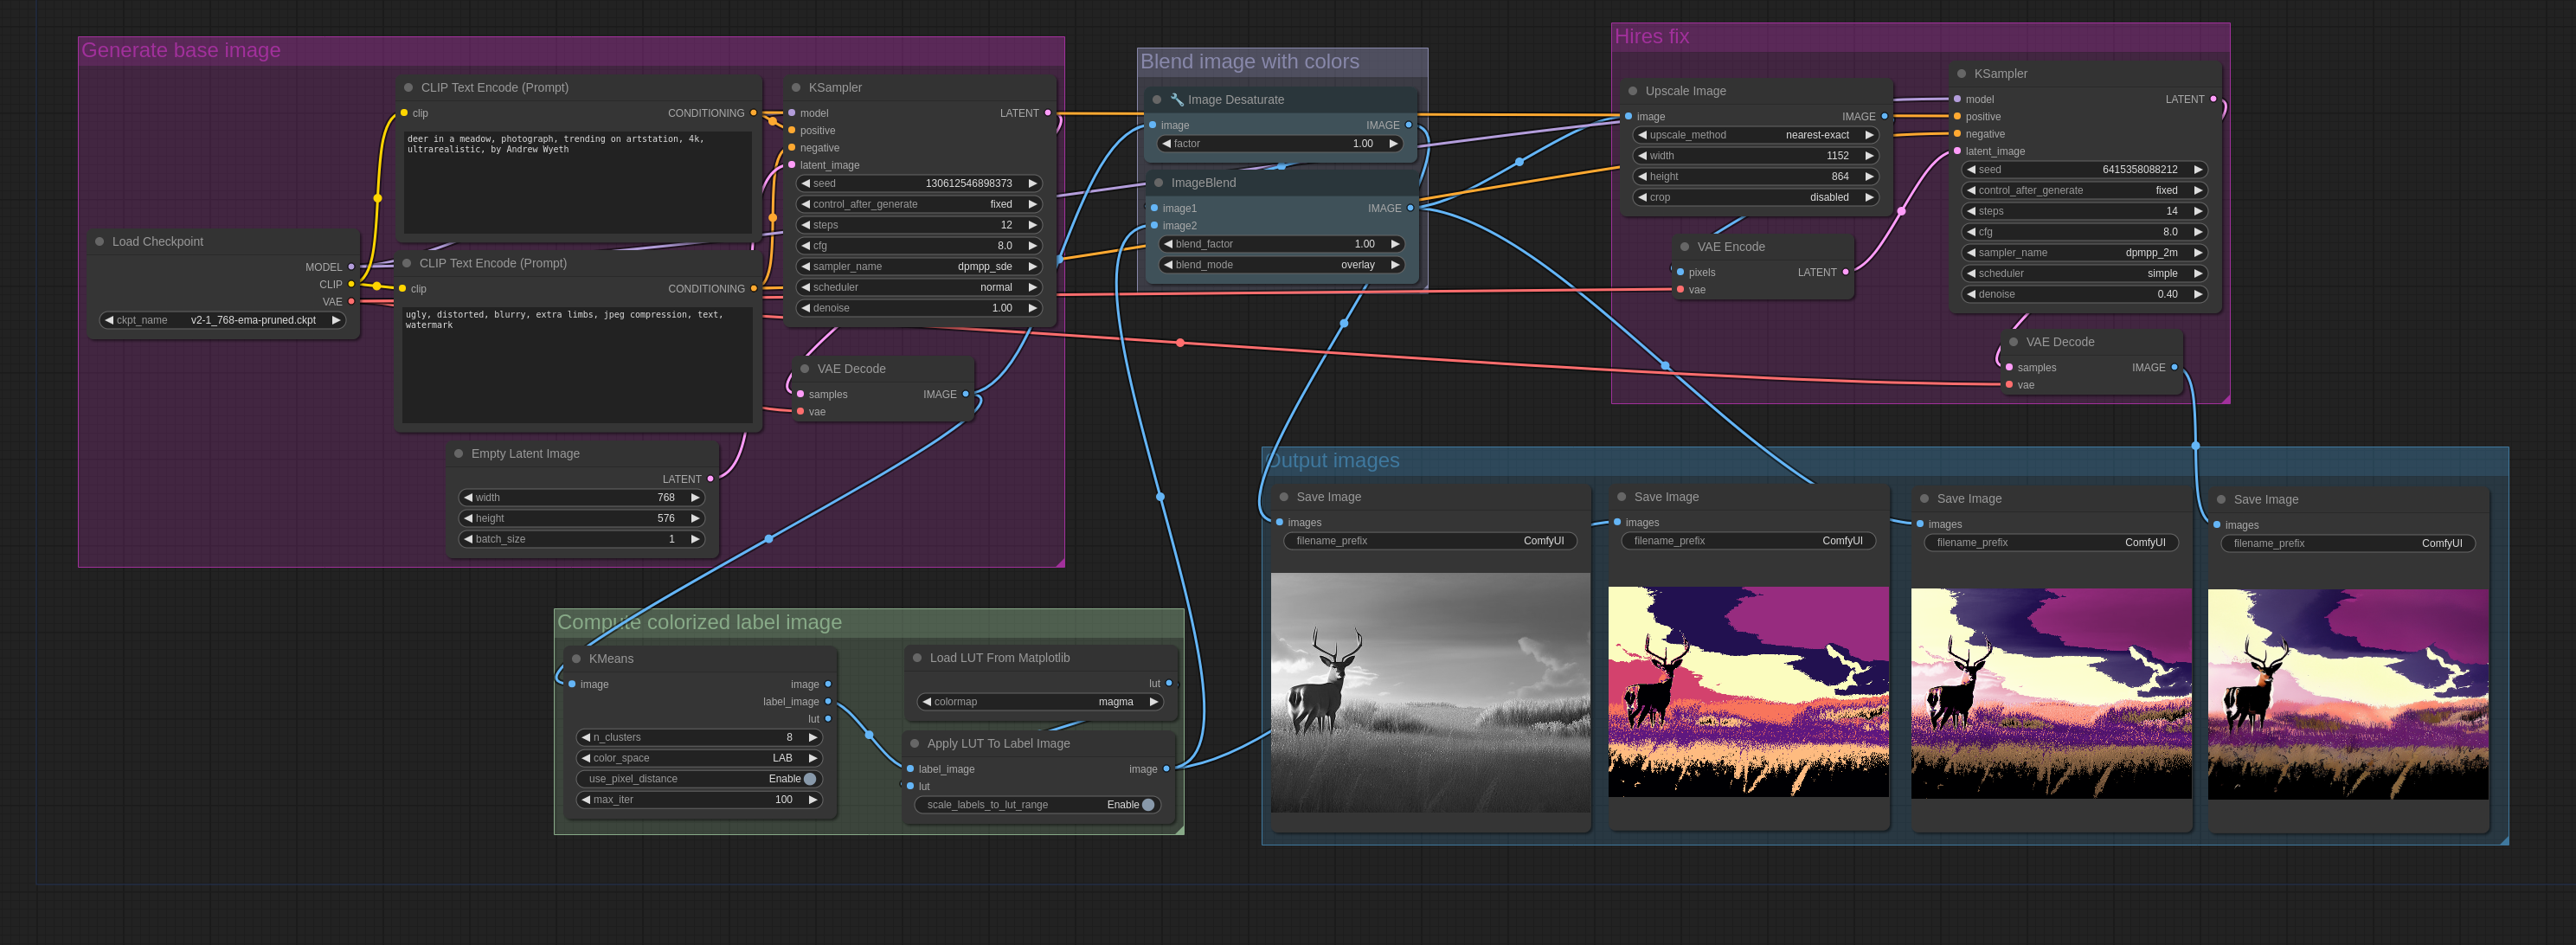 Generate base image
CLIP Text Encode (Prompt)
clip
CONDITIONING
deer in a meadow, photograph, trending on artstation, 4k,
ultrarealistic, by Andrew Wyeth
Load Checkpoint
MODEL
CLIP
VAE
ckpt_name v2-1_768-ema-pruned.ckpt
CLIP Text Encode (Prompt)
clip
CONDITIONING
ugly, distorted, blurry, extra limbs, jpeg compression, text,
watermark
KSampler
model
LATENT
positive
negative
latent_image
seed 130612546898373
control_after_generate fixed
steps 12
cfg 8.0
sampler_name dpmpp_sde
scheduler normal
denoise 1.00
VAE Decode
samples
IMAGE
vae
Empty Latent Image
LATENT
width 768
height 576
batch_size 1
Blend image with colors
Image Desaturate
image
IMAGE
factor 1.00
ImageBlend
image1
IMAGE
image2
blend_factor 1.00
blend_mode overlay
Hires fix
Upscale Image
image
IMAGE
upscale_method nearest-exact
width 1152
height 864
crop disabled
VAE Encode
pixels
LATENT
vae
KSampler
model
LATENT
positive
negative
latent_image
seed 6415358088212
control_after_generate fixed
steps 14
cfg 8.0
sampler_name dpmpp_2m
scheduler simple
denoise 0.40
VAE Decode
samples
IMAGE
vae
Compute colorized label image
KMeans
image
image
label_image
lut
n_clusters 8
color_space LAB
use_pixel_distance Enable
max_iter 100
Load LUT From Matplotlib
lut
colormap magma
Apply LUT To Label Image
label_image
image
lut
scale_labels_to_lut_range Enable
Output images
Save Image
images
filename_prefix ComfyUI
Save Image
images
filename_prefix ComfyUI
Save Image
images
filename_prefix ComfyUI
Save Image
images
filename_prefix ComfyUI